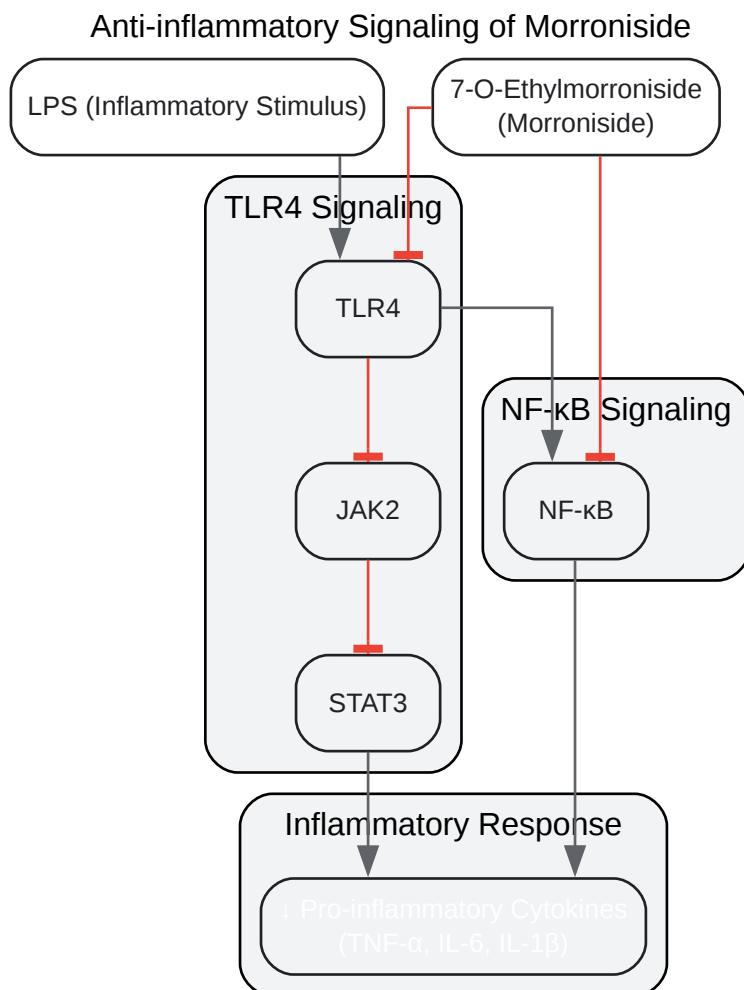 Anti-inflammatory Signaling of Morroniside
LPS (Inflammatory Stimulus)
7-O-Ethylmorroniside
(Morroniside)
TLR4 Signaling
TLR4
NF-κB Signaling
JAK2
NF-κB
STAT3
Inflammatory Response
↓ Pro-inflammatory Cytokines
(TNF-α, IL-6, IL-1β)